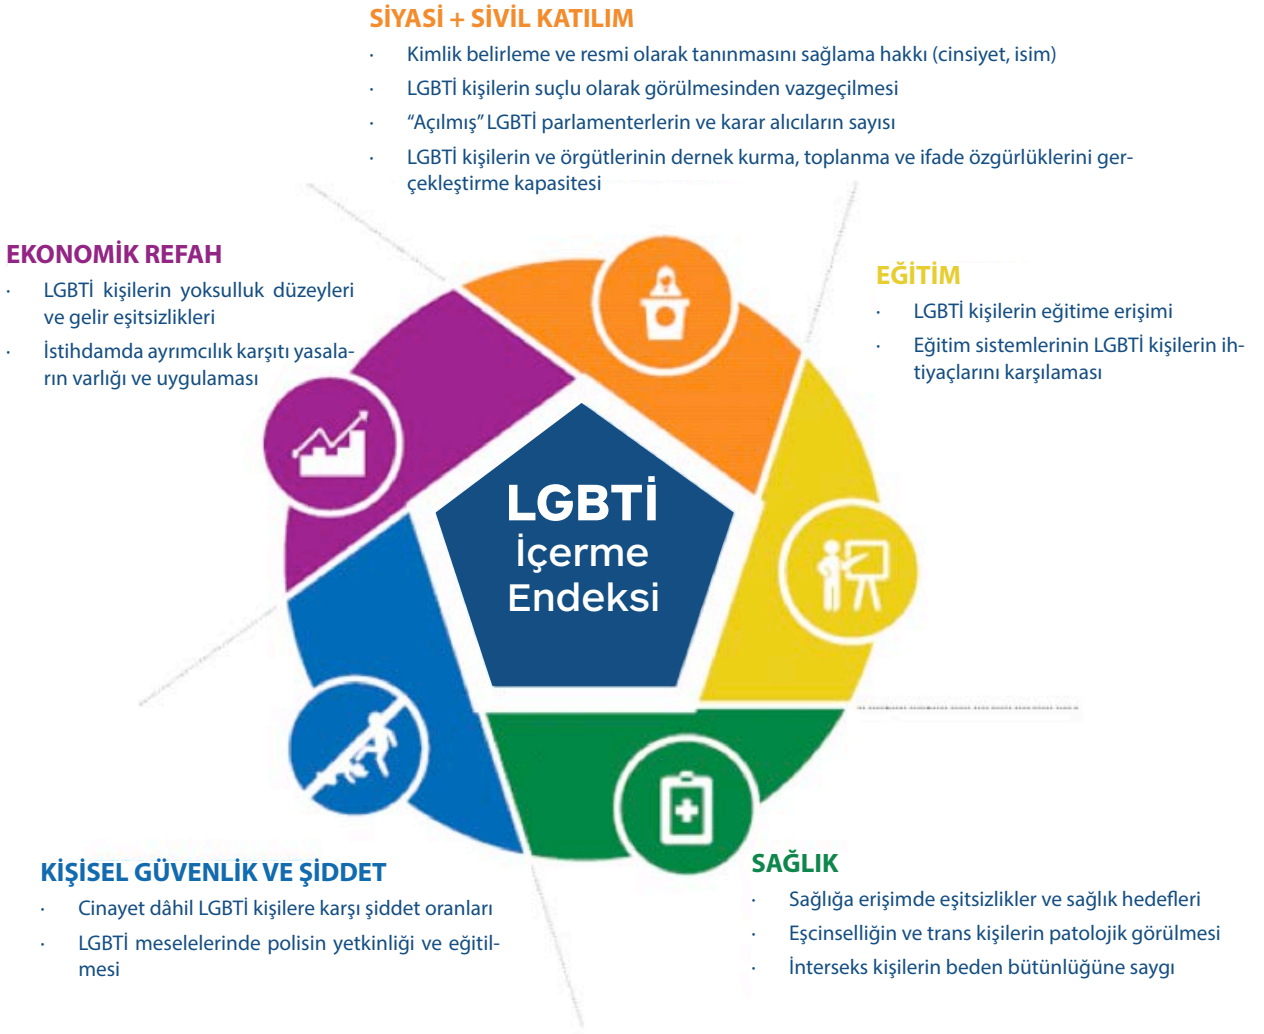 SİYASİ + SİVİL KATILIM
· Kimlik belirleme ve resmi olarak tanınmasını sağlama hakkı (cinsiyet, isim)
· LGBTİ kişilerin suçlu olarak görülmesinden vazgeçilmesi
· “Açılmış” LGBTİ parlamenterlerin ve karar alıcıların sayısı
· LGBTİ kişilerin ve örgütlerinin dernek kurma, toplanma ve ifade özgürlüklerini ger-
çekleştirme kapasitesi
EKONOMİK REFAH
· LGBTİ kişilerin yoksulluk düzeyleri
ve gelir eşitsizlikleri
· İstihdamda ayrımcılık karşıtı yasala-
rın varlığı ve uygulaması
EĞİTİM
· LGBTİ kişilerin eğitime erişimi
· Eğitim sistemlerinin LGBTİ kişilerin ih-
tiyaçlarını karşılaması
LGBTİ
İçerme
Endeksi
KİŞİSEL GÜVENLİK VE ŞİDDET
· Cinayet dâhil LGBTİ kişilere karşı şiddet oranları
· LGBTİ meselelerinde polisin yetkinliği ve eğitil-
mesi
SAĞLIK
· Sağlığa erişimde eşitsizlikler ve sağlık hedefleri
· Eşcinselliğin ve trans kişilerin patolojik görülmesi
· İnterseks kişilerin beden bütünlüğüne saygı